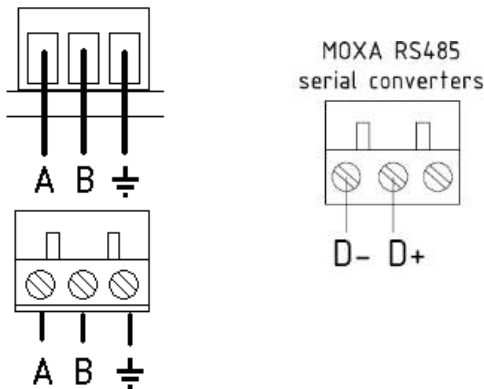 A B
MOXA RS485
serial converters
D- D+
A B